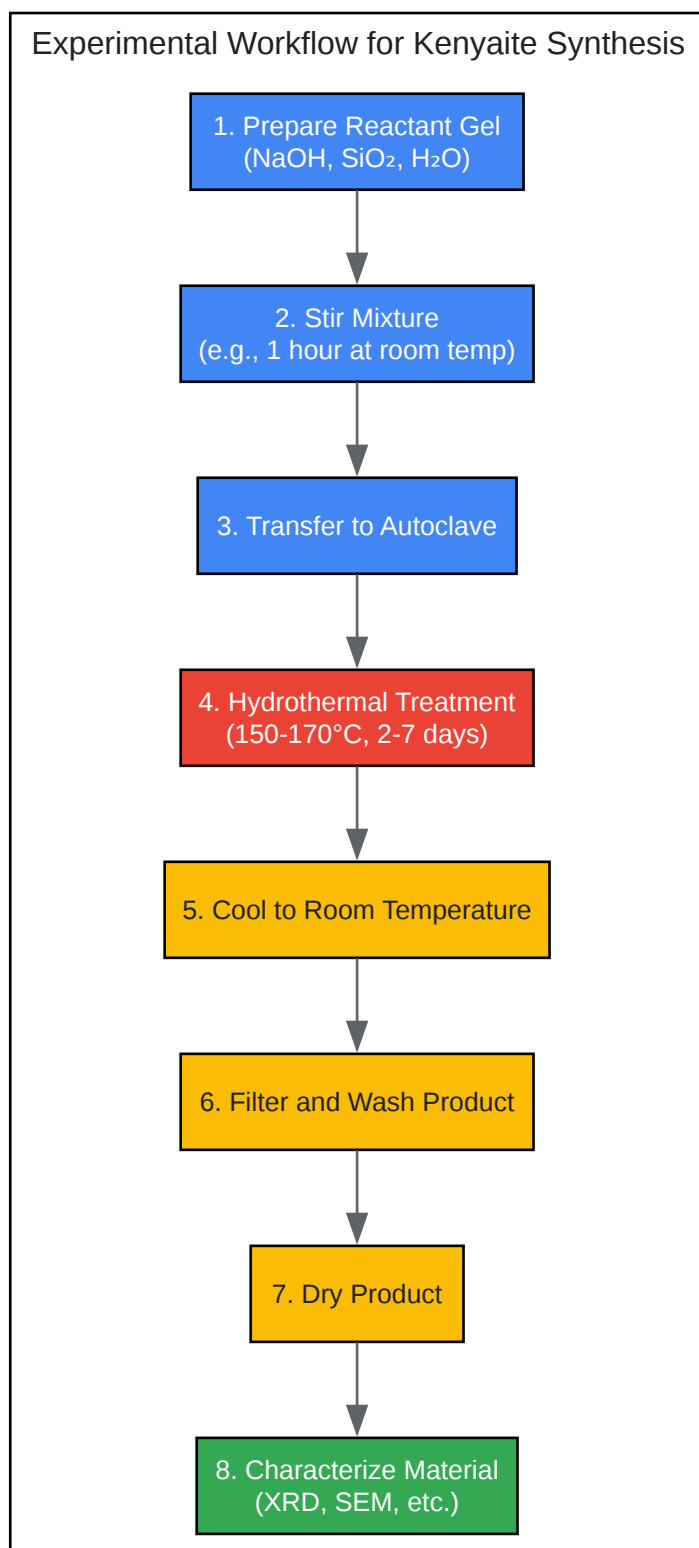 Experimental Workflow for Kenyaite Synthesis
1. Prepare Reactant Gel
(NaOH, SiO₂, H₂O)
2. Stir Mixture
(e.g., 1 hour at room temp)
3. Transfer to Autoclave
4. Hydrothermal Treatment
(150-170°C, 2-7 days)
5. Cool to Room Temperature
6. Filter and Wash Product
7. Dry Product
8. Characterize Material
(XRD, SEM, etc.)